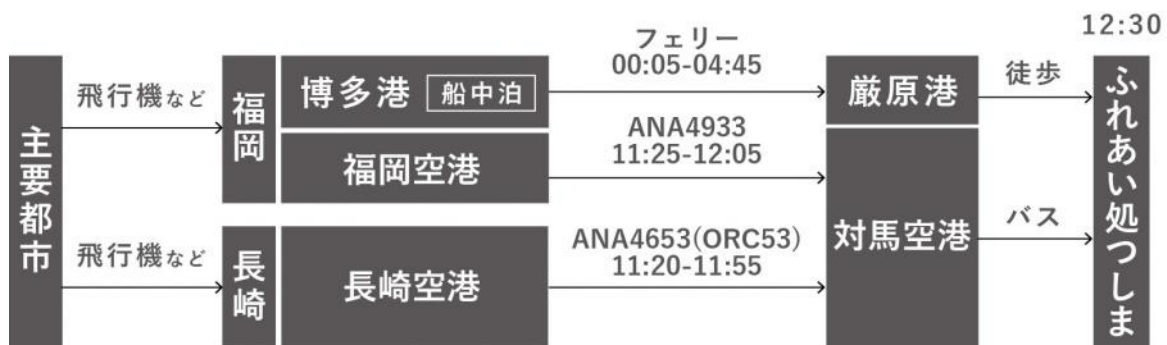 主要都市
飛行機など
福岡
博多港 船中泊
フェリー
00:05-04:45
厳原港
徒歩
福岡空港
ANA4933
11:25-12:05
飛行機など
長崎
長崎空港
ANA4653(ORC53)
11:20-11:55
対馬空港
バス
12:30
ふれあい処つしま